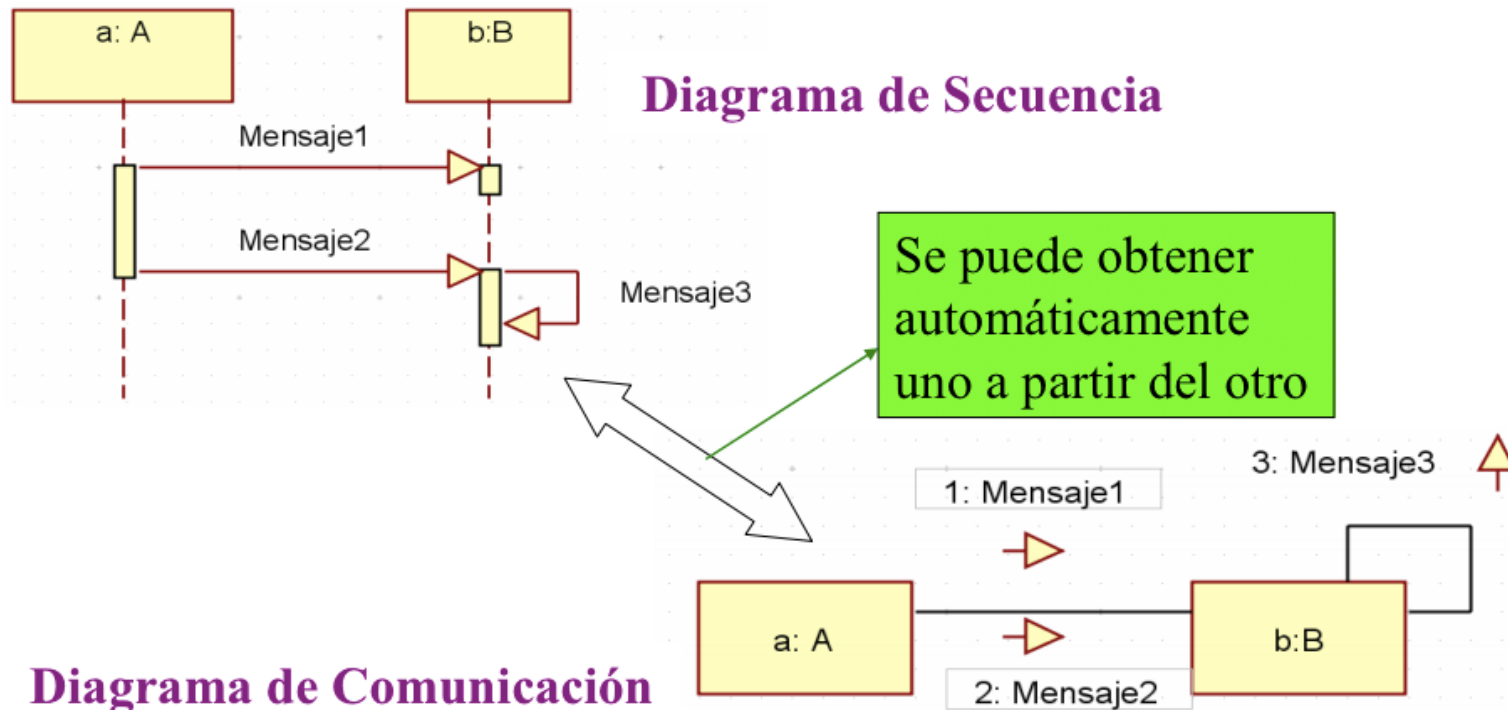 a: A
b:B
Diagrama de Secuencia
Mensaje1
Mensaje2
Mensaje3
Se puede obtener
automáticamente
uno a partir del otro
3: Mensaje3
1: Mensaje1
a: A
b:B
2: Mensaje2
Diagrama de Comunicación